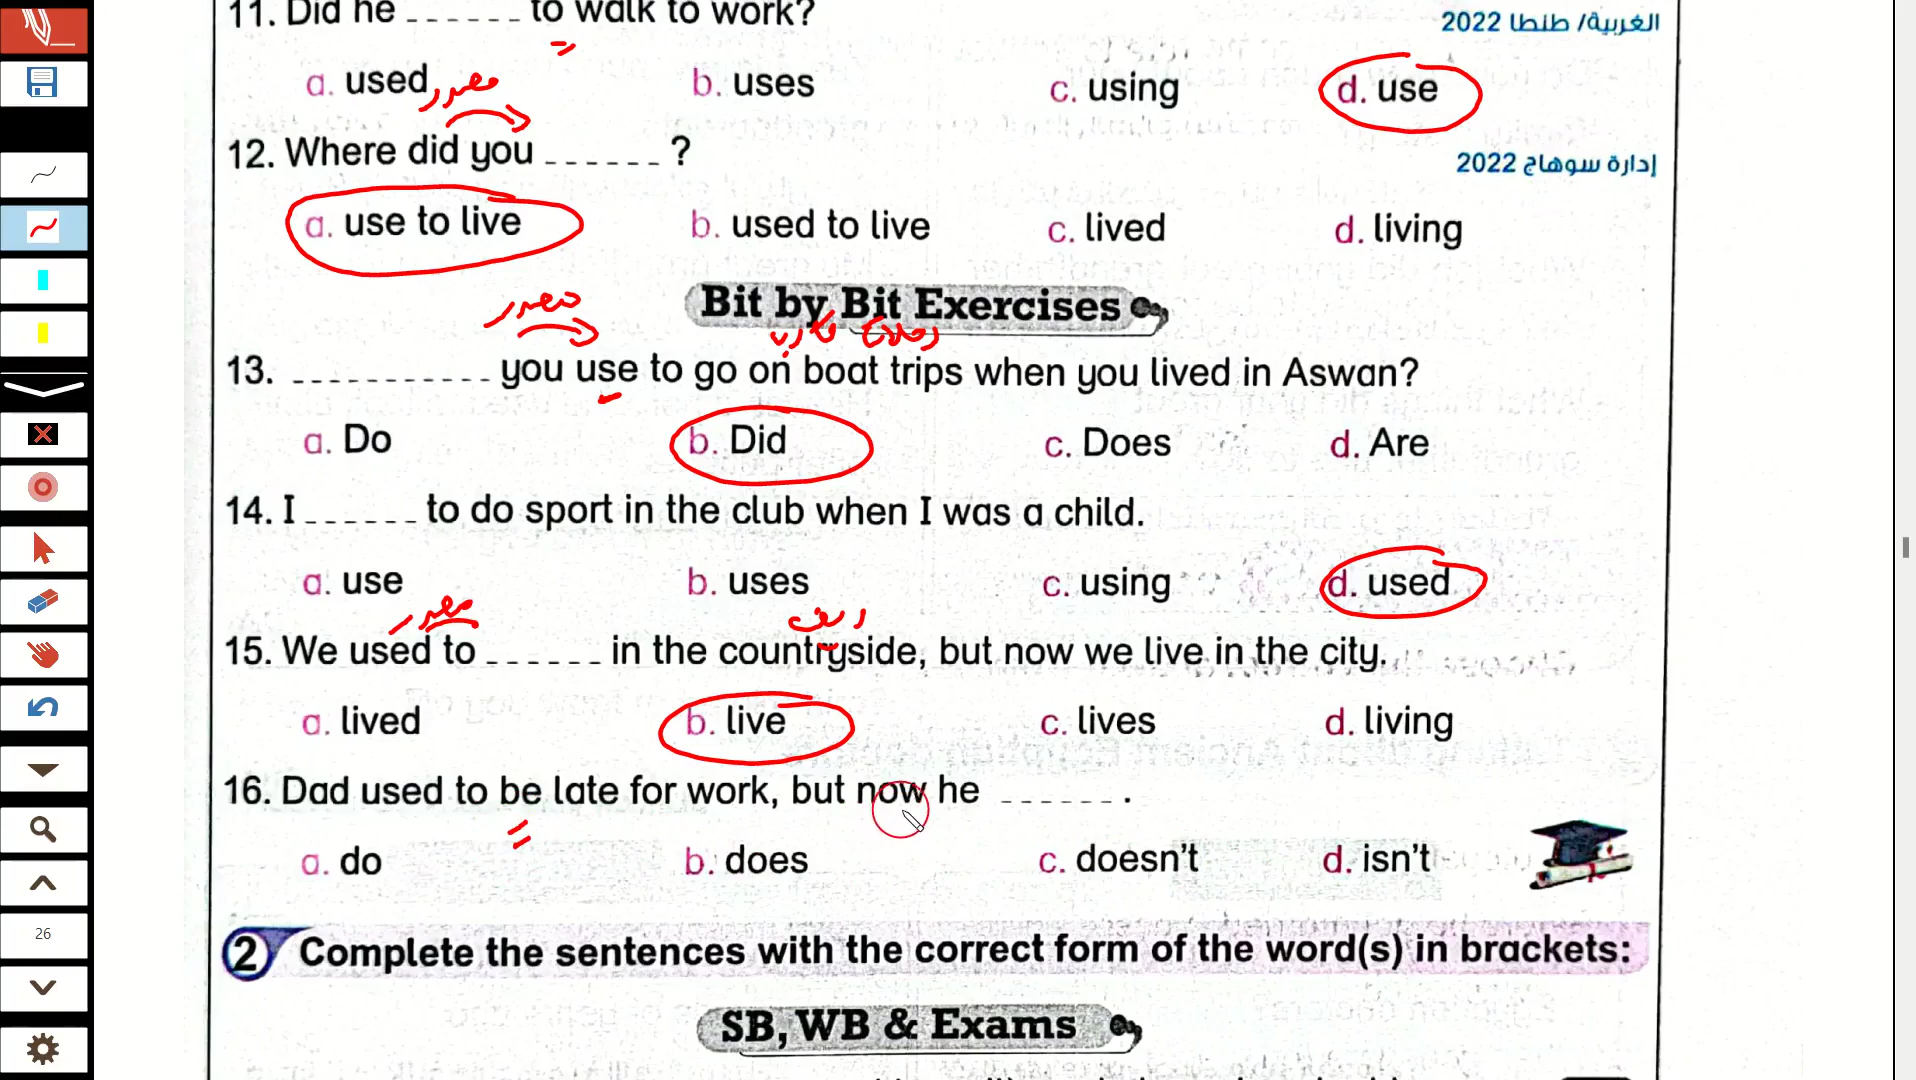 11. Did he ------ to walk to work?
الغربية/ طنطا 2022
a. used b. uses c. using d. use
مصدر
12. Where did you ------ ?
إدارة سوهاج 2022
a. use to live b. used to live c. lived d. living
Bit by Bit Exercises
مصدر
رحلات قارب
13. ----------- you use to go on boat trips when you lived in Aswan?
a. Do b. Did c. Does d. Are
14. I ------ to do sport in the club when I was a child.
a. use b. uses c. using d. used
مصدر
ريف
15. We used to ------ in the countryside, but now we live in the city.
a. lived b. live c. lives d. living
16. Dad used to be late for work, but now he ------- .
a. do b. does c. doesn't d. isn't
2 Complete the sentences with the correct form of the word(s) in brackets:
SB, WB & Exams
26